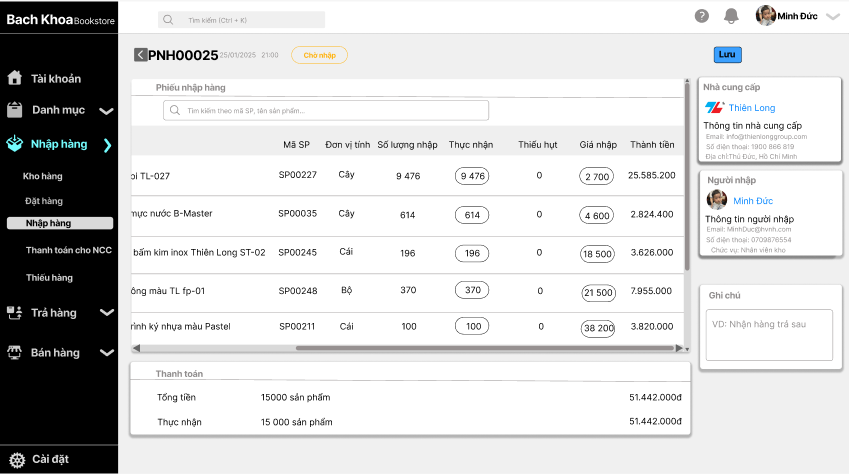 Bach KhoaBookstore
Tìm kiếm (Ctrl + K)
?
Minh Đức
Tài khoản
Danh mục
Nhập hàng
Kho hàng
Đặt hàng
Nhập hàng
Thanh toán cho NCC
Thiếu hàng
Trả hàng
Bán hàng
Cài đặt
PNH00025 25/01/2035 - 21:00 Chờ nhập
Lưu
Phiếu nhập hàng
Tìm kiếm theo mã SP, tên sản phẩm...
Mã SP Đơn vị tính Số lượng nhập Thực nhận Thiếu hụt Giá nhập Thành tiền
bi TL-027 SP00227 Cây 9 476 9 476 0 2 700 25.585.200
mực nước B-Master SP00035 Cây 614 614 0 4 600 2.824.400
bấm kim inox Thiên Long ST-02 SP00245 Cái 196 196 0 18 500 3.626.000
ông màu TL fp-01 SP00248 Bộ 370 370 0 21 500 7.955.000
rình ký nhựa màu Pastel SP00211 Cái 100 100 0 38 200 3.820.000
Thanh toán
Tổng tiền 15000 sản phẩm 51.442.000đ
Thực nhận 15 000 sản phẩm 51.442.000đ
Nhà cung cấp
TL Thiên Long
Thông tin nhà cung cấp
Email: info@thienlonggroup.com
Số điện thoại: 1900 866 819
Địa chỉ:Thủ Đức, Hồ Chí Minh
Người nhập
Minh Đức
Thông tin người nhập
Email: MinhDuc@hvnh.com
Số điện thoại: 0709876554
Chức vụ: Nhân viên kho
Ghi chú
VD: Nhận hàng trả sau